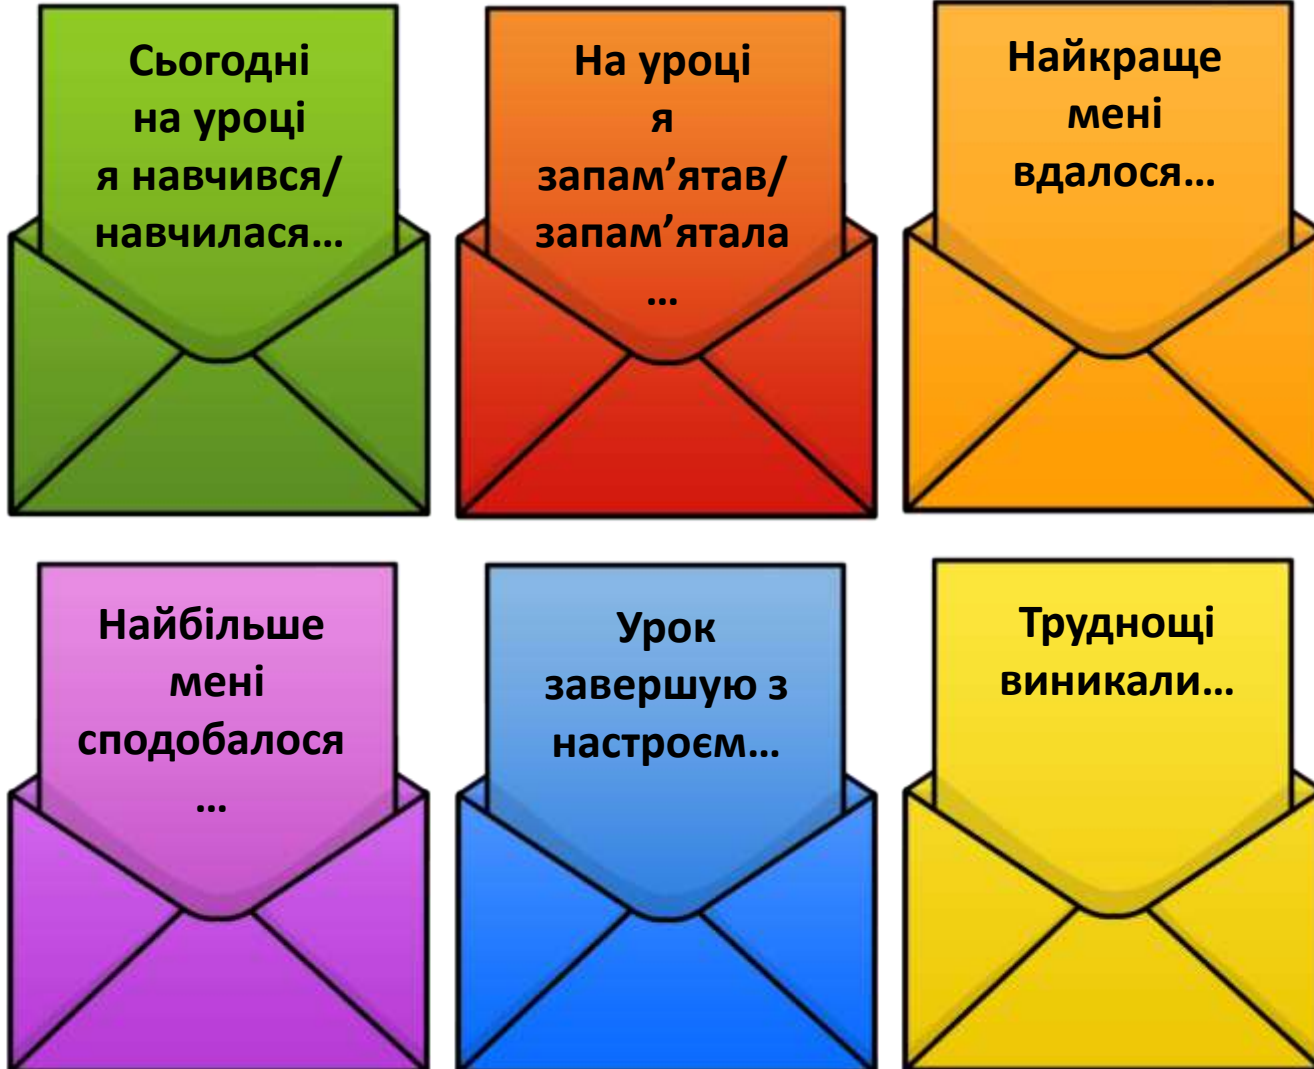 Сьогодні
на уроці
я навчився/
навчилася…
На уроці
я
запам’ятав/
запам’ятала
…
Найкраще
мені
вдалося…
Найбільше
мені
сподобалося
…
Урок
завершую з
настроєм…
Труднощі
виникали…